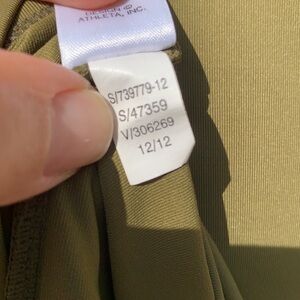 DESIGN ©
ATHLETA, INC.
S/739779-12
S/47359
V/306269
12/12